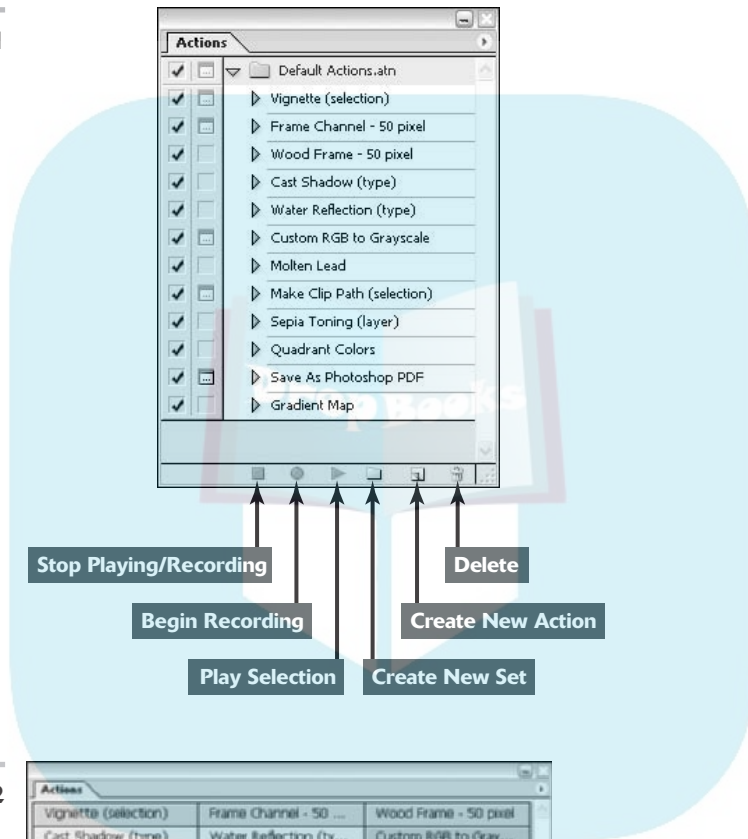 Actions
Default Actions.atn
Vignette (selection)
Frame Channel - 50 pixel
Wood Frame - 50 pixel
Cast Shadow (type)
Water Reflection (type)
Custom RGB to Grayscale
Molten Lead
Make Clip Path (selection)
Sepia Toning (layer)
Quadrant Colors
Save As Photoshop PDF
Gradient Map
Books
Stop Playing/Recording
Delete
Begin Recording
Create New Action
Play Selection
Create New Set
2
Actions
Vignette (selection) Frame Channel - 50 ... Wood Frame - 50 pixel
Cast Shadow (type) Water Reflection (ty... Custom RGB to Gray...